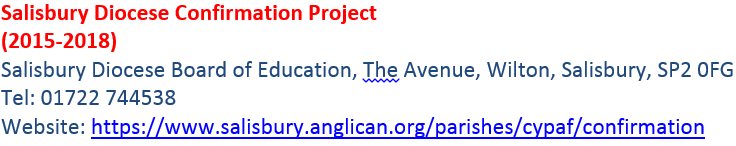 Salisbury Diocese Confirmation Project
(2015-2018)
Salisbury Diocese Board of Education, The Avenue, Wilton, Salisbury, SP2 0FG
Tel: 01722 744538
Website: https://www.salisbury.anglican.org/parishes/cypaf/confirmation